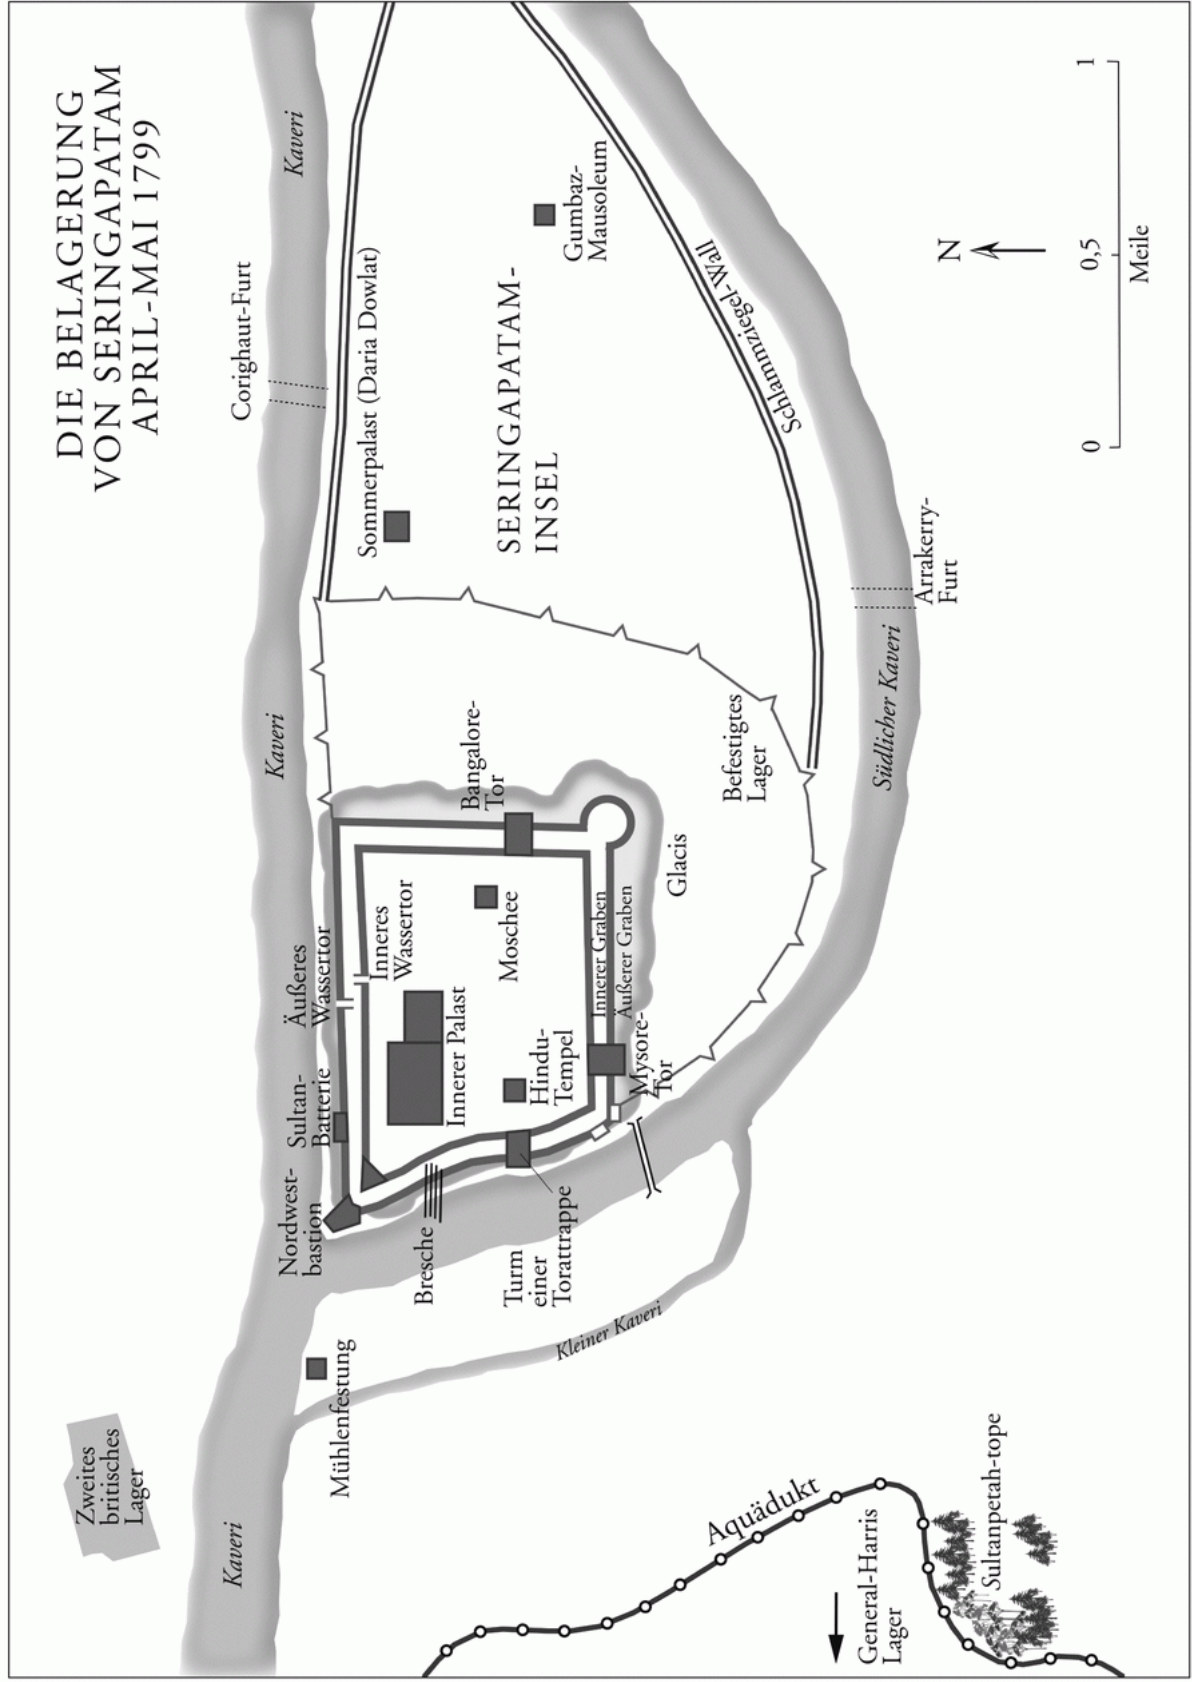 DIE BELAGERUNG
VON SERINGAPATAM
APRIL-MAI 1799
Zweites
britisches
Lager
Kaveri
Kaveri
Kaveri
Corighaut-Furt
Mühlenfestung
Nordwest-
bastion
Sultan-
Batterie
Äußeres
Wassertor
Inneres
Wassertor
Sommerpalast (Daria Dowlat)
Bresche
Innerer Palast
Bangalore-
Tor
Moschee
Hindu-
Tempel
Turm
einer
Torattrappe
SERINGAPATAM-
INSEL
Gumbaz-
Mausoleum
Innerer Graben
Äußerer Graben
Mysore-
Tor
Glacis
Befestigtes
Lager
Schlammziegel-Wall
Kleiner Kaveri
Südlicher Kaveri
Arrakerry-
Furt
Aquädukt
General-Harris
Lager
Sultanpetah-tope
N
0
0,5
1
Meile